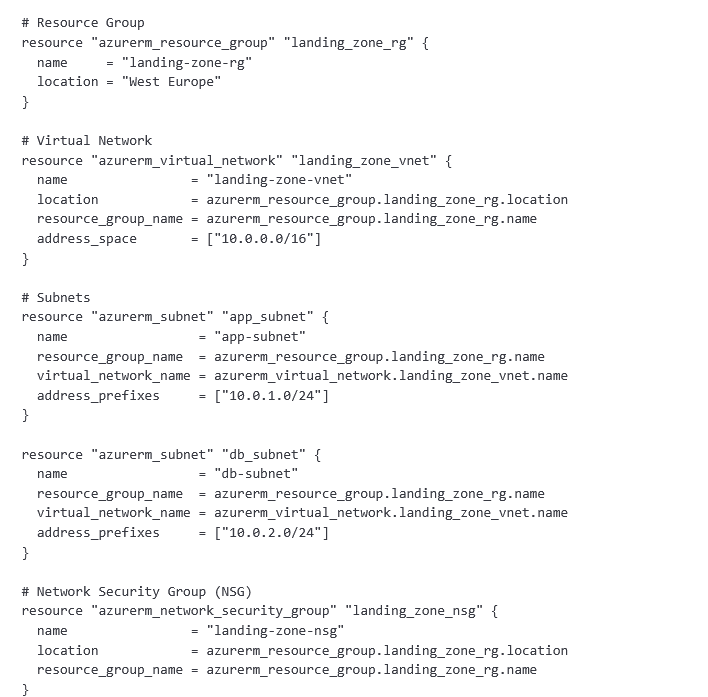 # Resource Group
resource "azurerm_resource_group" "landing_zone_rg" {
  name     = "landing-zone-rg"
  location = "West Europe"
}

# Virtual Network
resource "azurerm_virtual_network" "landing_zone_vnet" {
  name                = "landing-zone-vnet"
  location            = azurerm_resource_group.landing_zone_rg.location
  resource_group_name = azurerm_resource_group.landing_zone_rg.name
  address_space       = ["10.0.0.0/16"]
}

# Subnets
resource "azurerm_subnet" "app_subnet" {
  name                 = "app-subnet"
  resource_group_name  = azurerm_resource_group.landing_zone_rg.name
  virtual_network_name = azurerm_virtual_network.landing_zone_vnet.name
  address_prefixes     = ["10.0.1.0/24"]
}

resource "azurerm_subnet" "db_subnet" {
  name                 = "db-subnet"
  resource_group_name  = azurerm_resource_group.landing_zone_rg.name
  virtual_network_name = azurerm_virtual_network.landing_zone_vnet.name
  address_prefixes     = ["10.0.2.0/24"]
}

# Network Security Group (NSG)
resource "azurerm_network_security_group" "landing_zone_nsg" {
  name                = "landing-zone-nsg"
  location            = azurerm_resource_group.landing_zone_rg.location
  resource_group_name = azurerm_resource_group.landing_zone_rg.name
}